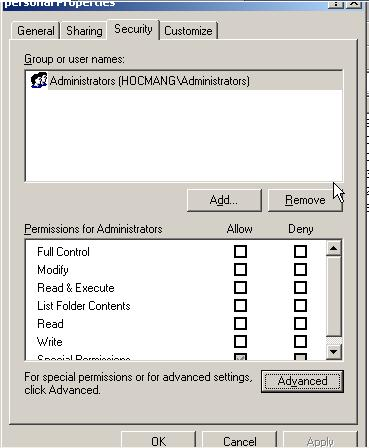 personal Properties
General Sharing Security Customize
Group or user names:
Administrators (HOCMANG\Administrators)
Add... Remove
Permissions for Administrators Allow Deny
Full Control
Modify
Read & Execute
List Folder Contents
Read
Write
Special Permissions
For special permissions or for advanced settings,
click Advanced.
Advanced
OK Cancel Apply